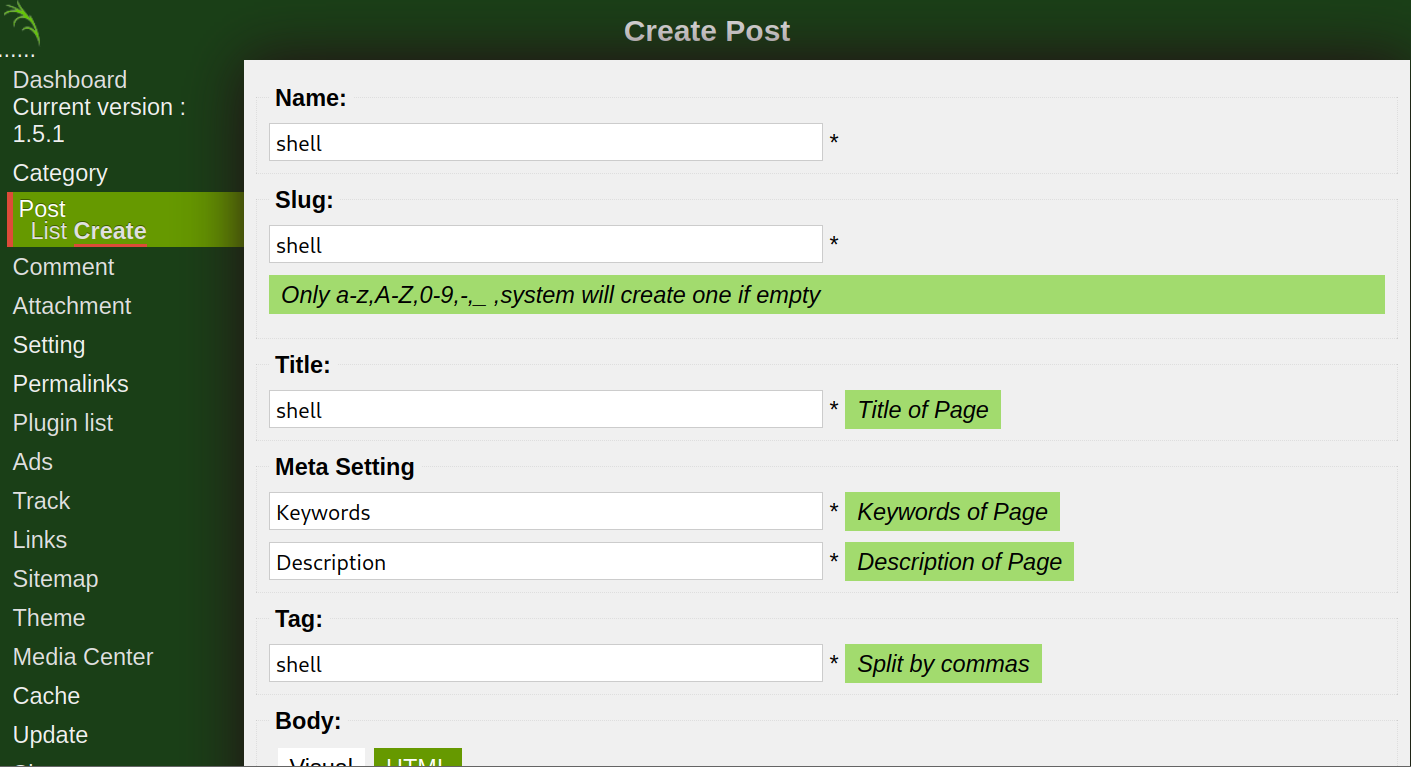 Create Post
......
Dashboard
Current version :
1.5.1
Category
Post
List Create
Comment
Attachment
Setting
Permalinks
Plugin list
Ads
Track
Links
Sitemap
Theme
Media Center
Cache
Update
Name:
shell *
Slug:
shell *
Only a-z,A-Z,0-9,-,_ ,system will create one if empty
Title:
shell * Title of Page
Meta Setting
Keywords * Keywords of Page
Description * Description of Page
Tag:
shell * Split by commas
Body:
Visual HTML